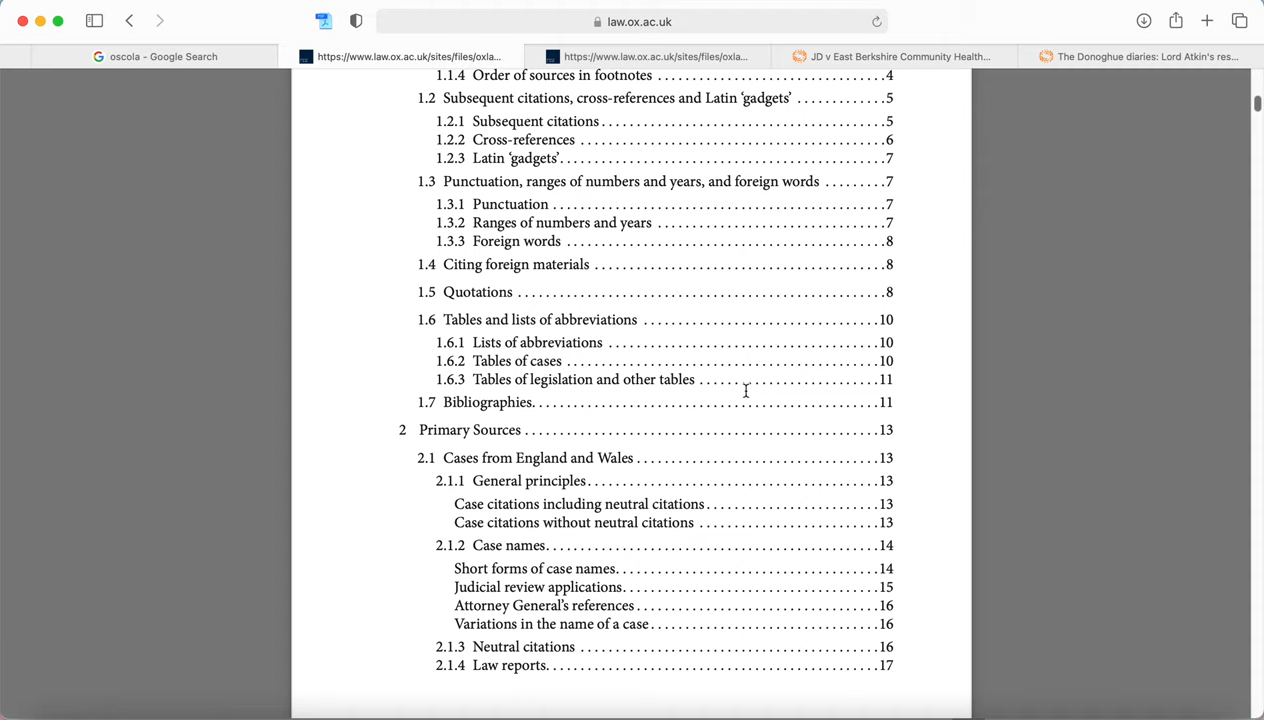 law.ox.ac.uk
oscola - Google Search
https://www.law.ox.ac.uk/sites/files/oxla...
https://www.law.ox.ac.uk/sites/files/oxla...
JD v East Berkshire Community Health...
The Donoghue diaries: Lord Atkin's res...
1.1.4 Order of sources in footnotes 4
1.2 Subsequent citations, cross-references and Latin ‘gadgets’ 5
1.2.1 Subsequent citations 5
1.2.2 Cross-references 6
1.2.3 Latin ‘gadgets’ 7
1.3 Punctuation, ranges of numbers and years, and foreign words 7
1.3.1 Punctuation 7
1.3.2 Ranges of numbers and years 7
1.3.3 Foreign words 8
1.4 Citing foreign materials 8
1.5 Quotations 8
1.6 Tables and lists of abbreviations 10
1.6.1 Lists of abbreviations 10
1.6.2 Tables of cases 10
1.6.3 Tables of legislation and other tables 11
1.7 Bibliographies 11
2 Primary Sources 13
2.1 Cases from England and Wales 13
2.1.1 General principles 13
Case citations including neutral citations 13
Case citations without neutral citations 13
2.1.2 Case names 14
Short forms of case names 14
Judicial review applications 15
Attorney General’s references 16
Variations in the name of a case 16
2.1.3 Neutral citations 16
2.1.4 Law reports 17